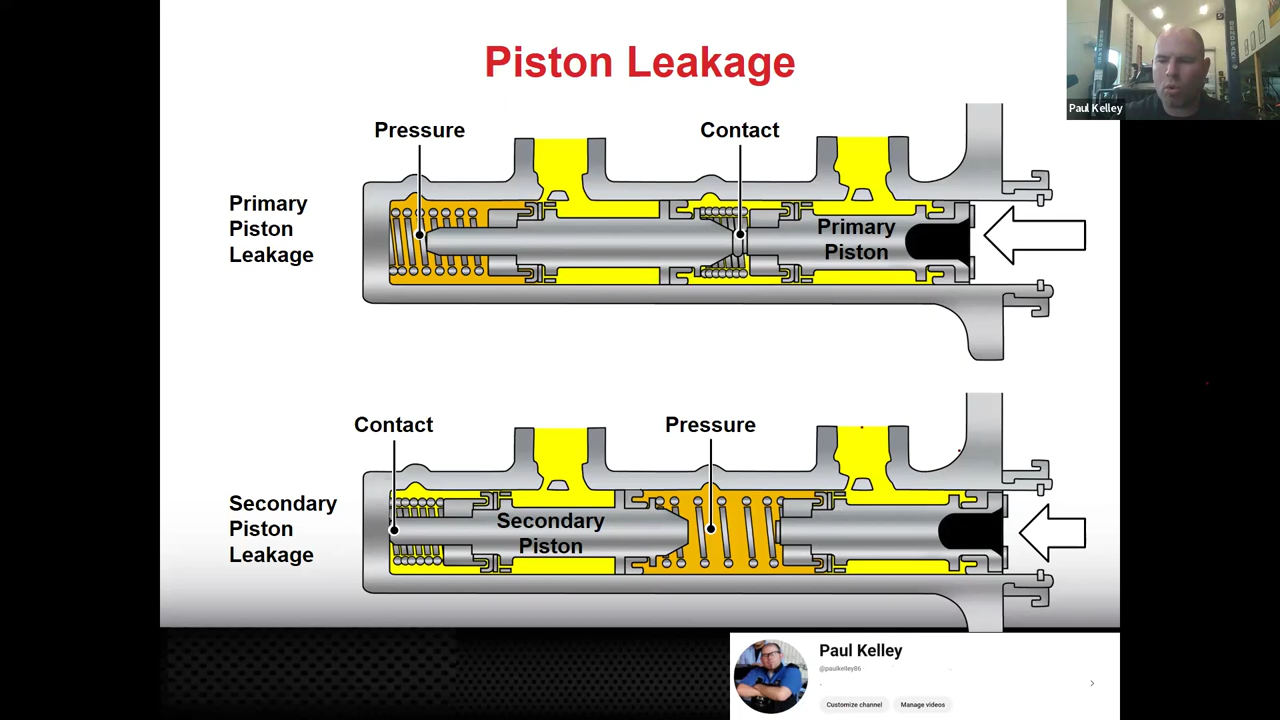 Piston Leakage
Paul Kelley
Pressure
Contact
Primary
Piston
Leakage
Primary
Piston
Contact
Pressure
Secondary
Piston
Leakage
Secondary
Piston
Paul Kelley
@paulkelley86
Customize channel
Manage videos